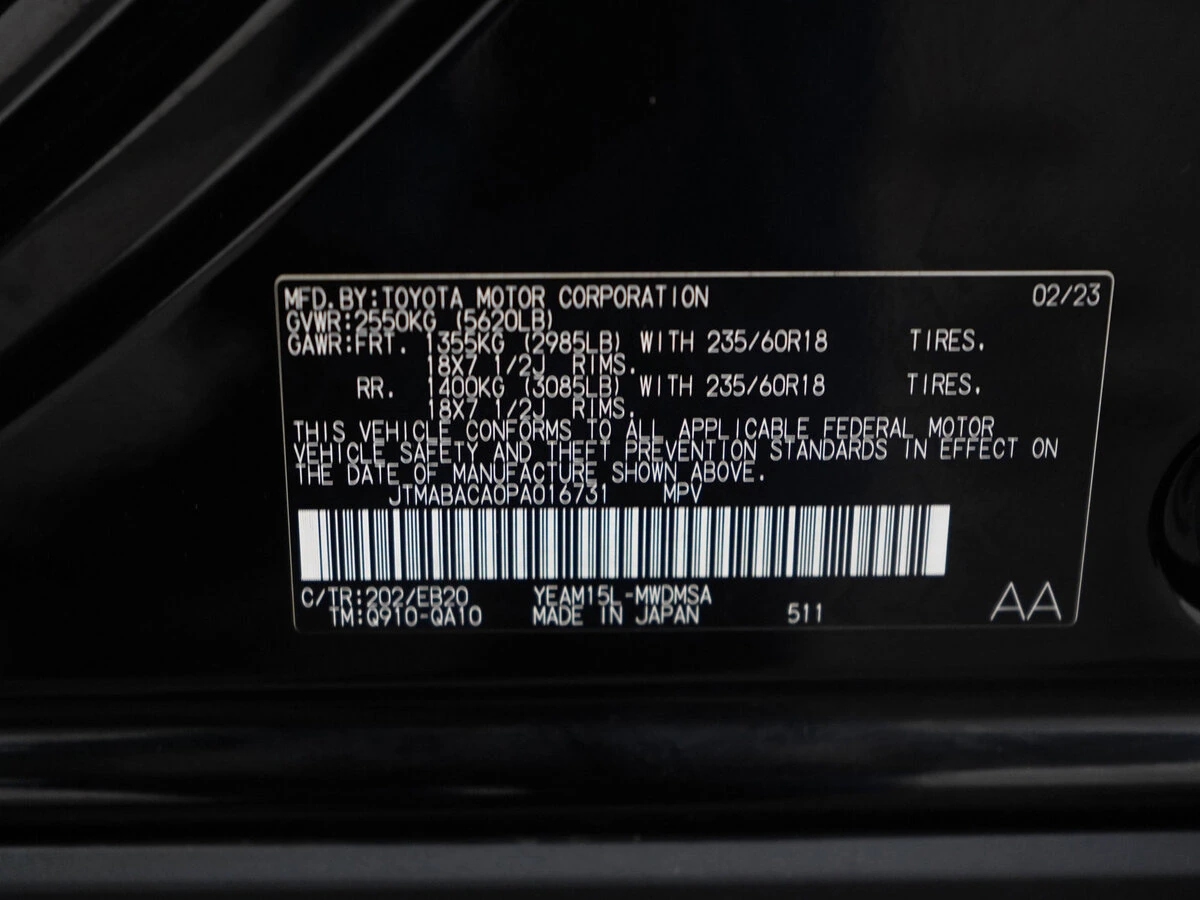 MFD.BY:TOYOTA MOTOR CORPORATION 02/23
GVWR:2550KG (5620LB)
GAWR:FRT. 1355KG (2985LB) WITH 235/60R18 TIRES.
18X7 1/2J RIMS.
RR. 1400KG (3085LB) WITH 235/60R18 TIRES.
18X7 1/2J RIMS.
THIS VEHICLE CONFORMS TO ALL APPLICABLE FEDERAL MOTOR
VEHICLE SAFETY AND THEFT PREVENTION STANDARDS IN EFFECT ON
THE DATE OF MANUFACTURE SHOWN ABOVE.
JTMABACA0PA016731 MPV
C/TR:202/EB20 YEAM15L-MWDMSA
TM:Q910-QA10 MADE IN JAPAN 511 AA